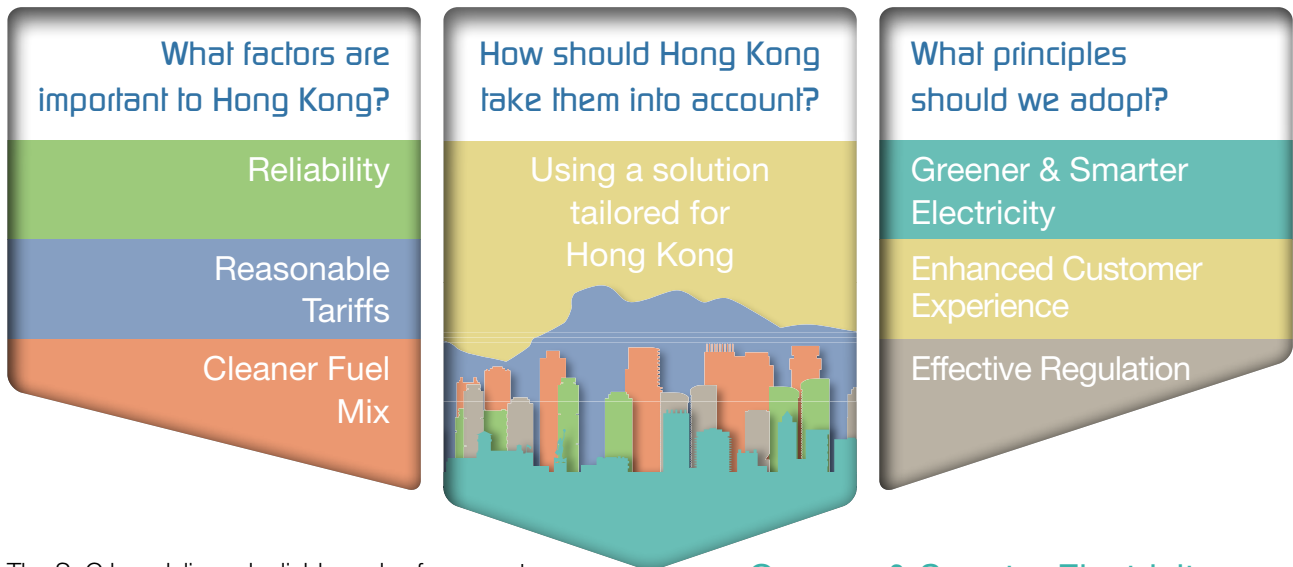 What factors are
important to Hong Kong?
Reliability
Reasonable
Tariffs
Cleaner Fuel
Mix
How should Hong Kong
take them into account?
Using a solution
tailored for
Hong Kong
What principles
should we adopt?
Greener & Smarter
Electricity
Enhanced Customer
Experience
Effective Regulation